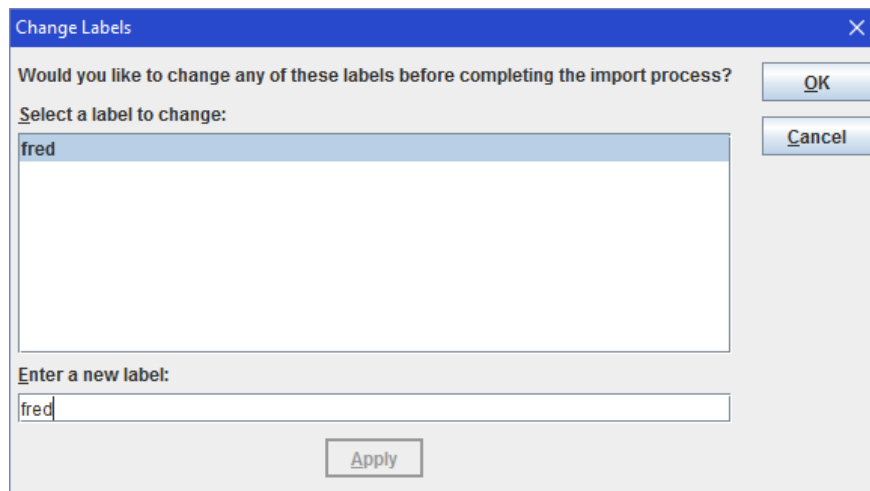 Change Labels
Would you like to change any of these labels before completing the import process?
OK
Select a label to change:
Cancel
fred
Enter a new label:
fred
Apply